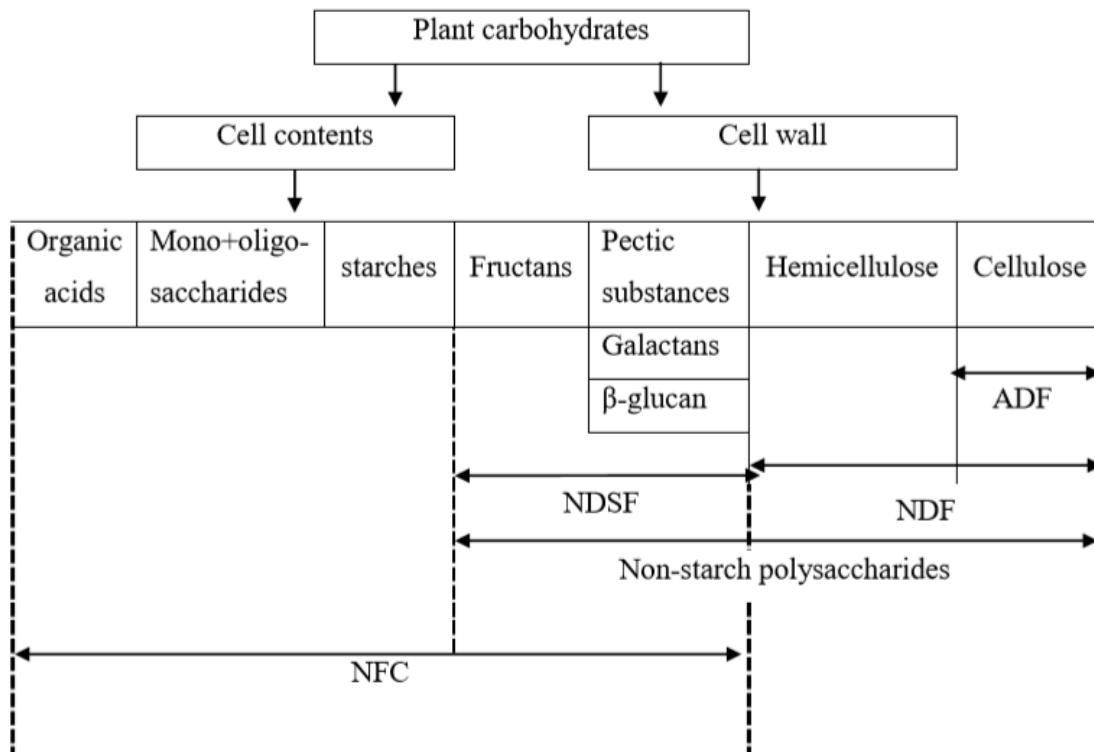 Plant carbohydrates
Cell contents
Cell wall
Organic
acids
Mono+oligo-
saccharides
starches
Fructans
Pectic
substances
Hemicellulose
Cellulose
Galactans
β-glucan
ADF
NDSF
NDF
Non-starch polysaccharides
NFC